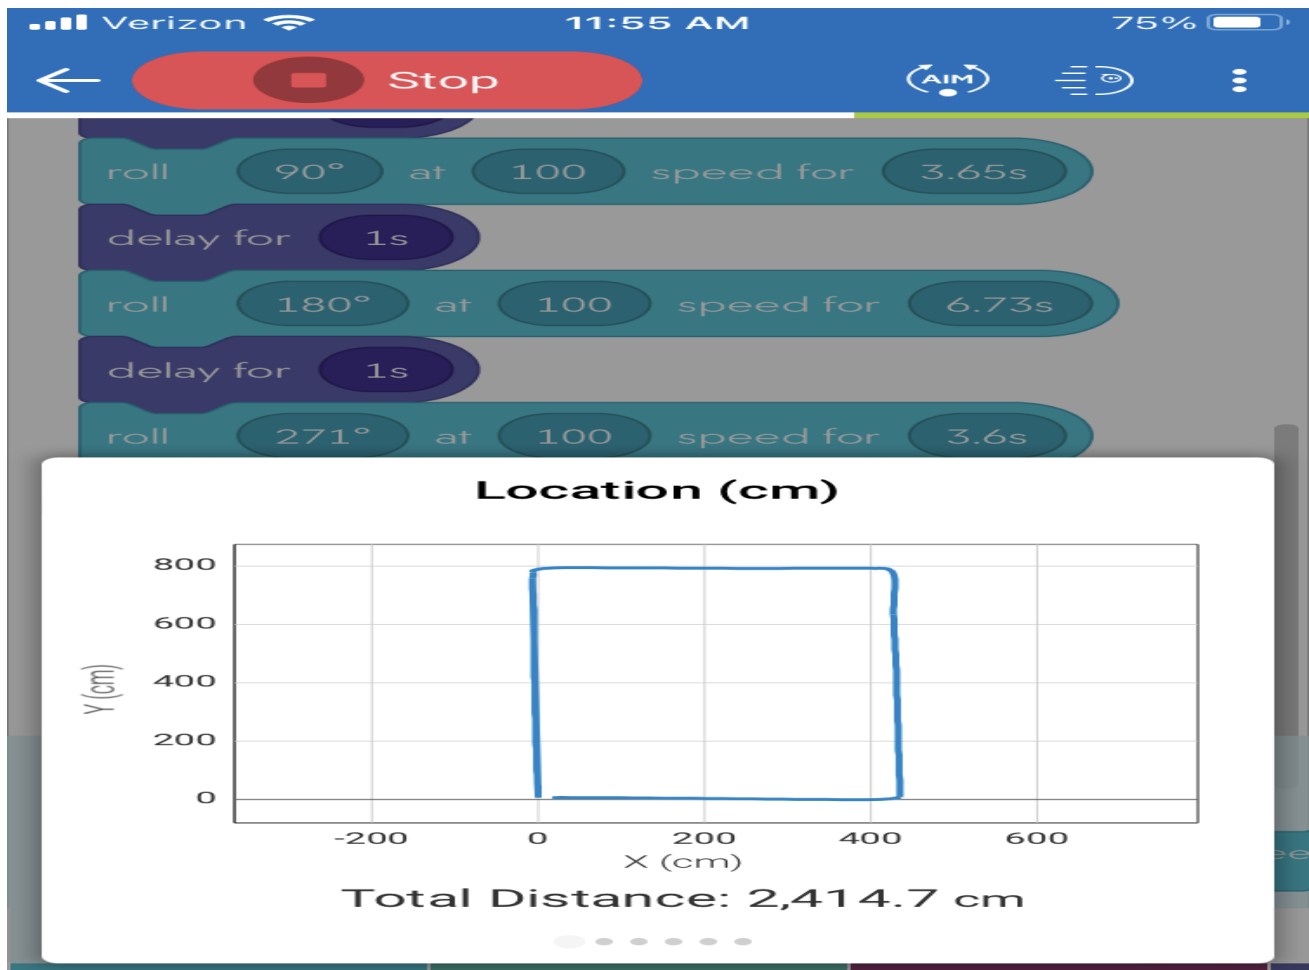 Verizon 11:55 AM 75%
Stop AIM
roll 90° at 100 speed for 3.65s
delay for 1s
roll 180° at 100 speed for 6.73s
delay for 1s
roll 271° at 100 speed for 3.6s
Location (cm)
800
600
400
200
0
Y (cm)
-200 0 200 400 600
X (cm)
ee
Total Distance: 2,414.7 cm